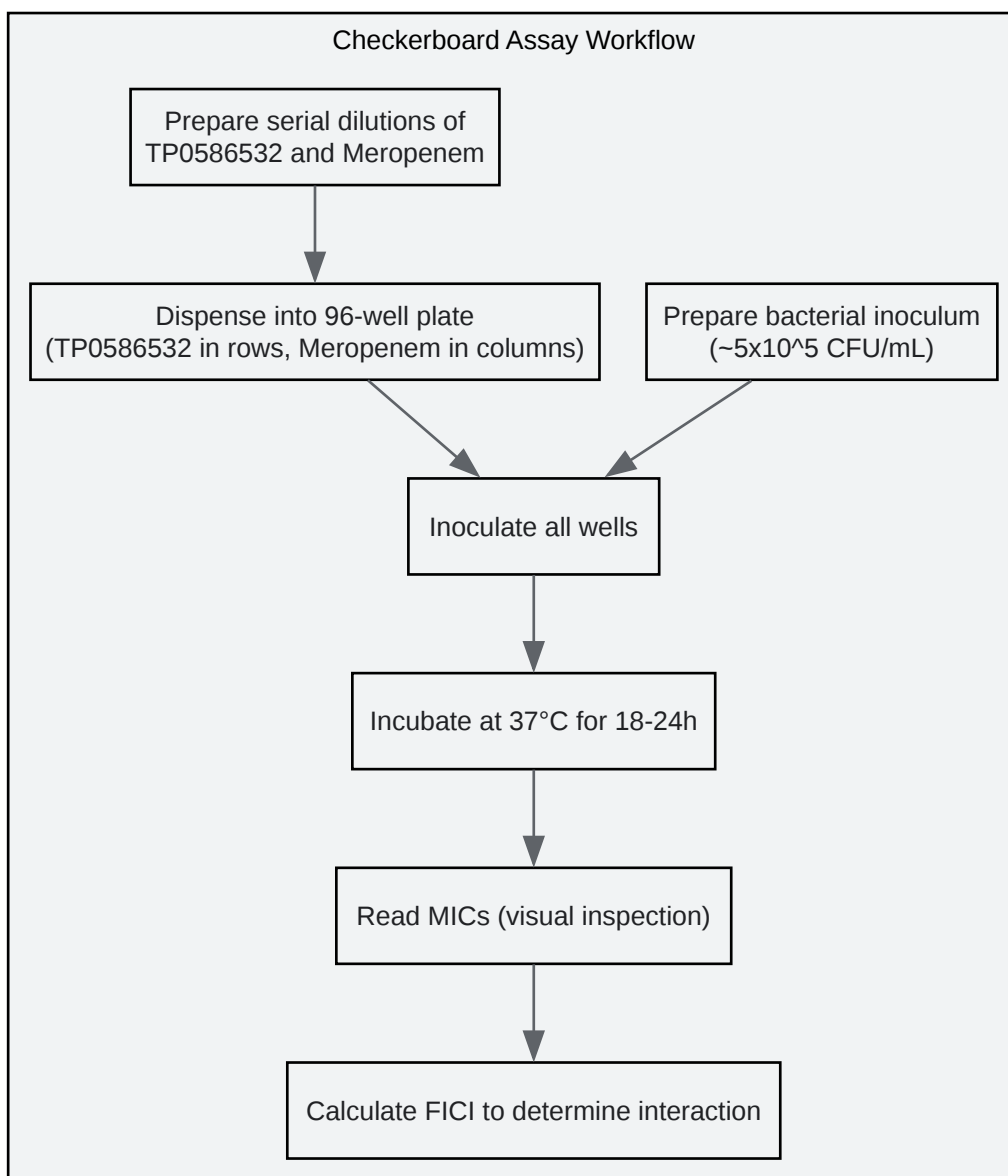 Checkerboard Assay Workflow
Prepare serial dilutions of
TP0586532 and Meropenem
Dispense into 96-well plate
(TP0586532 in rows, Meropenem in columns)
Prepare bacterial inoculum
(~5x10^5 CFU/mL)
Inoculate all wells
Incubate at 37°C for 18-24h
Read MICs (visual inspection)
Calculate FICI to determine interaction